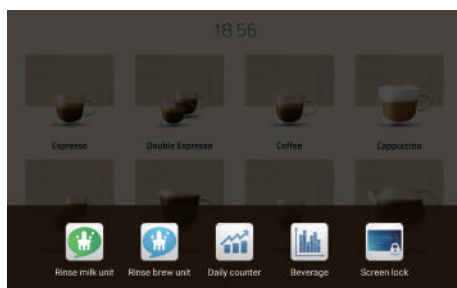 18:56
Espresso Double Espresso Coffee Cappuccino
Rinse milk unit Rinse brew unit Daily counter Beverage Screen lock